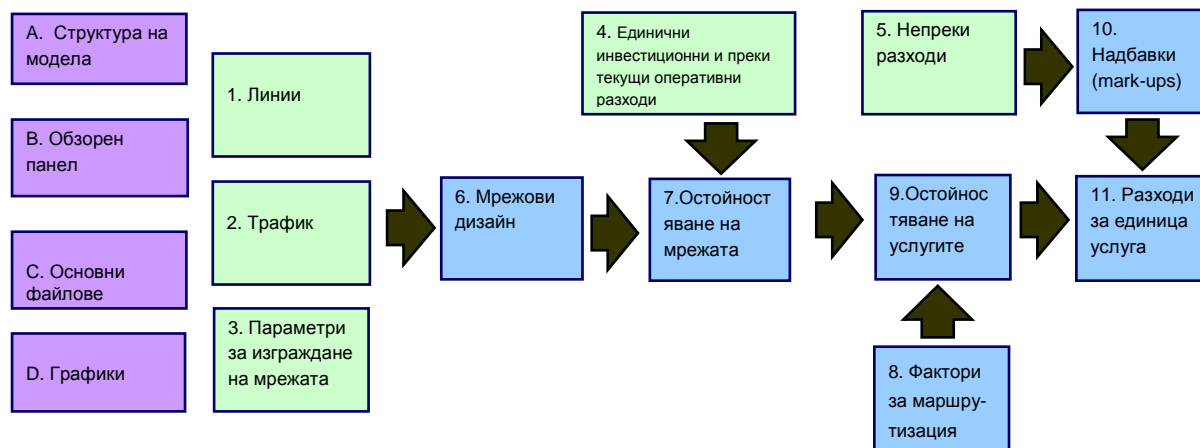 A. Структура на
модела
B. Обзорен
панел
C. Основни
файлове
D. Графики
1. Линии
2. Трафик
3. Параметри
за изграждане
на мрежата
4. Единични
инвестиционни и преки
текущи оперативни
разходи
5. Непреки
разходи
6. Мрежови
дизайн
7.Остойност
яване на
мрежата
8. Фактори
за маршру-
тизация
9.Остойнос
тяване на
услугите
10.
Надбавки
(mark-ups)
11. Разходи
за единица
услуга